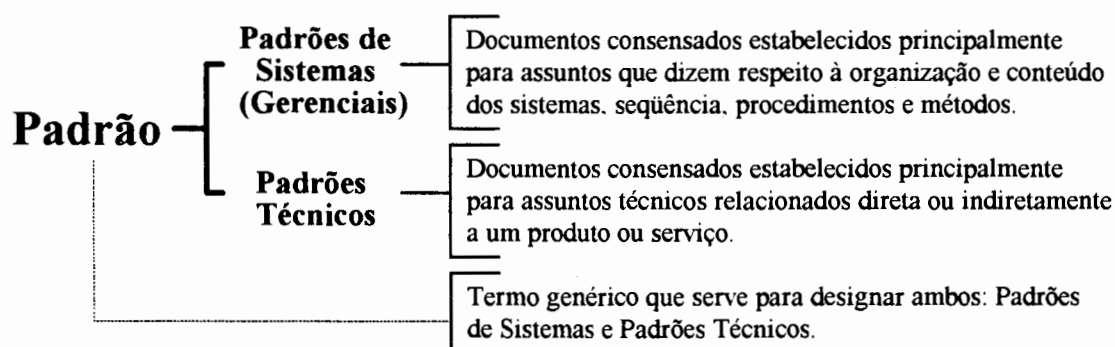 Padrão
Padrões de
Sistemas
(Gerenciais)
Documentos consensados estabelecidos principalmente
para assuntos que dizem respeito à organização e conteúdo
dos sistemas, seqüência, procedimentos e métodos.
Padrões
Técnicos
Documentos consensados estabelecidos principalmente
para assuntos técnicos relacionados direta ou indiretamente
a um produto ou serviço.
Termo genérico que serve para designar ambos: Padrões
de Sistemas e Padrões Técnicos.